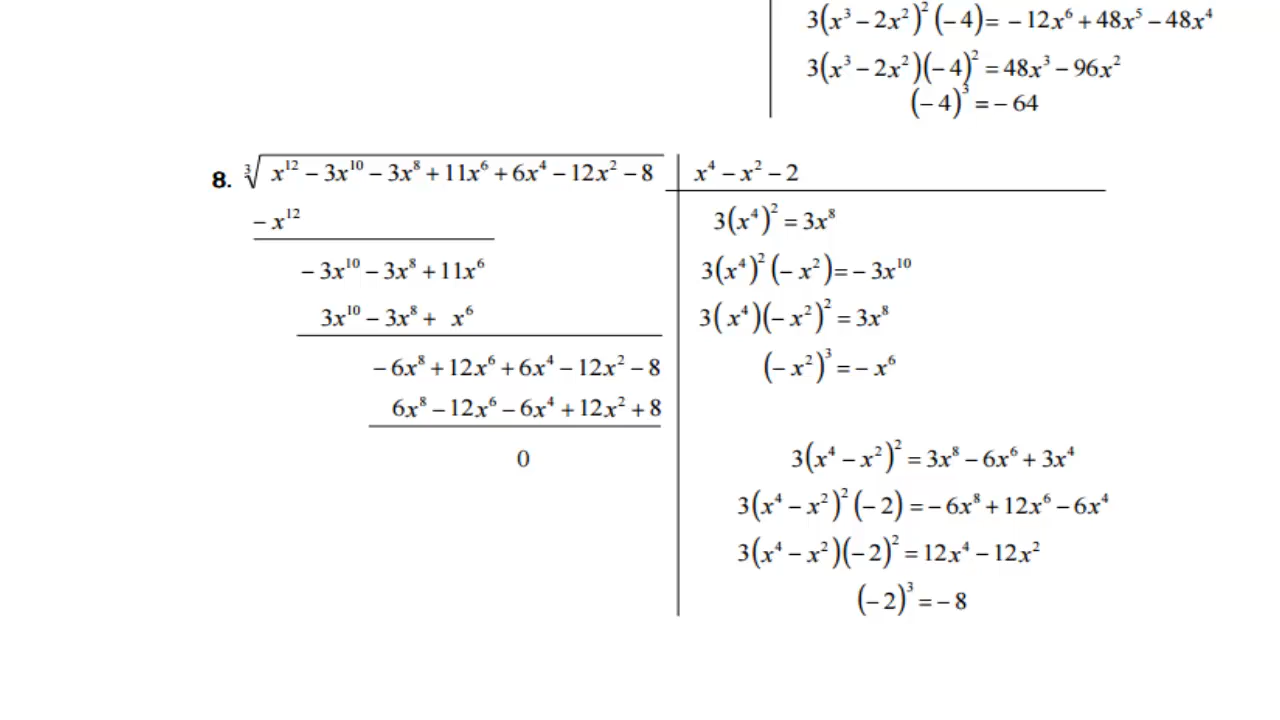 3(x³ − 2x²)²(− 4) = − 12x⁶ + 48x⁵ − 48x⁴
3(x³ − 2x²)(− 4)² = 48x³ − 96x²
(− 4)³ = − 64
8. ∛(x¹² − 3x¹⁰ − 3x⁸ + 11x⁶ + 6x⁴ − 12x² − 8) | x⁴ − x² − 2
− x¹²
− 3x¹⁰ − 3x⁸ + 11x⁶
3x¹⁰ − 3x⁸ + x⁶
− 6x⁸ + 12x⁶ + 6x⁴ − 12x² − 8
6x⁸ − 12x⁶ − 6x⁴ + 12x² + 8
0
3(x⁴)² = 3x⁸
3(x⁴)²(− x²) = − 3x¹⁰
3(x⁴)(− x²)² = 3x⁸
(− x²)³ = − x⁶
3(x⁴ − x²)² = 3x⁸ − 6x⁶ + 3x⁴
3(x⁴ − x²)²(− 2) = − 6x⁸ + 12x⁶ − 6x⁴
3(x⁴ − x²)(− 2)² = 12x⁴ − 12x²
(− 2)³ = − 8